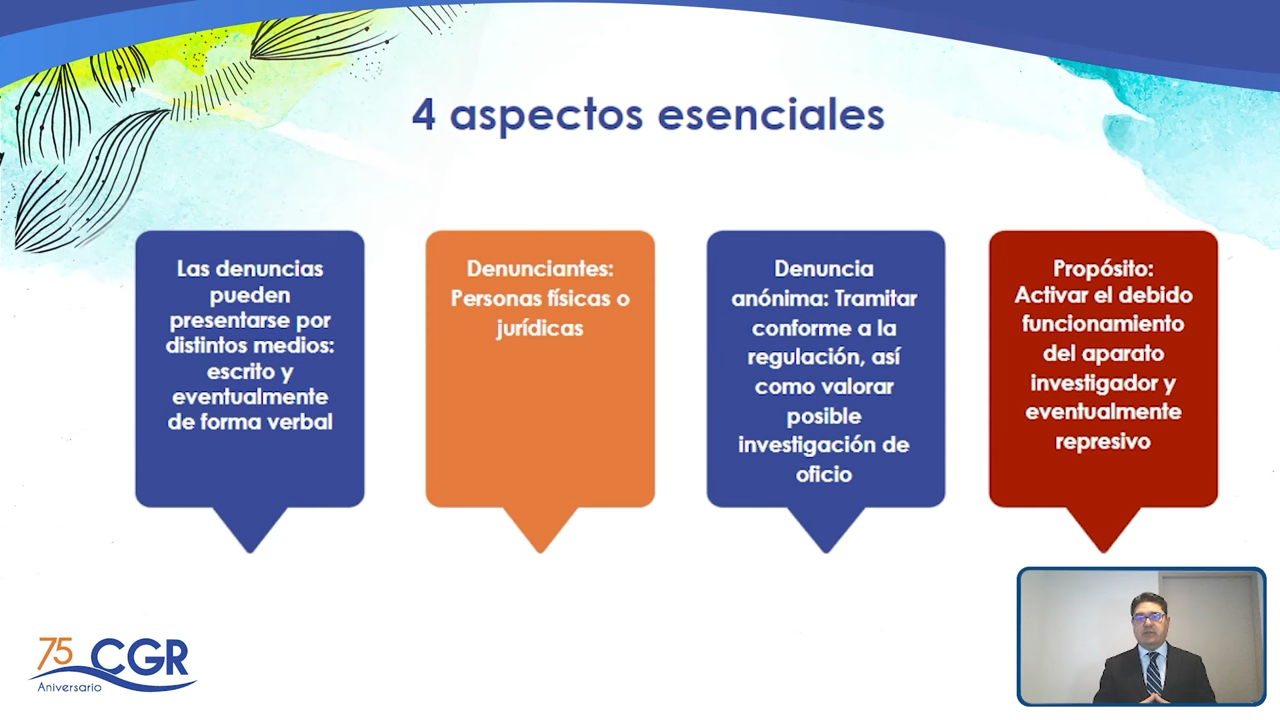 4 aspectos esenciales
Las denuncias
pueden
presentarse por
distintos medios:
escrito y
eventualmente
de forma verbal
Denunciantes:
Personas físicas o
jurídicas
Denuncia
anónima: Tramitar
conforme a la
regulación, así
como valorar
posible
investigación de
oficio
Propósito:
Activar el debido
funcionamiento
del aparato
investigador y
eventualmente
represivo
75 CGR
Aniversario